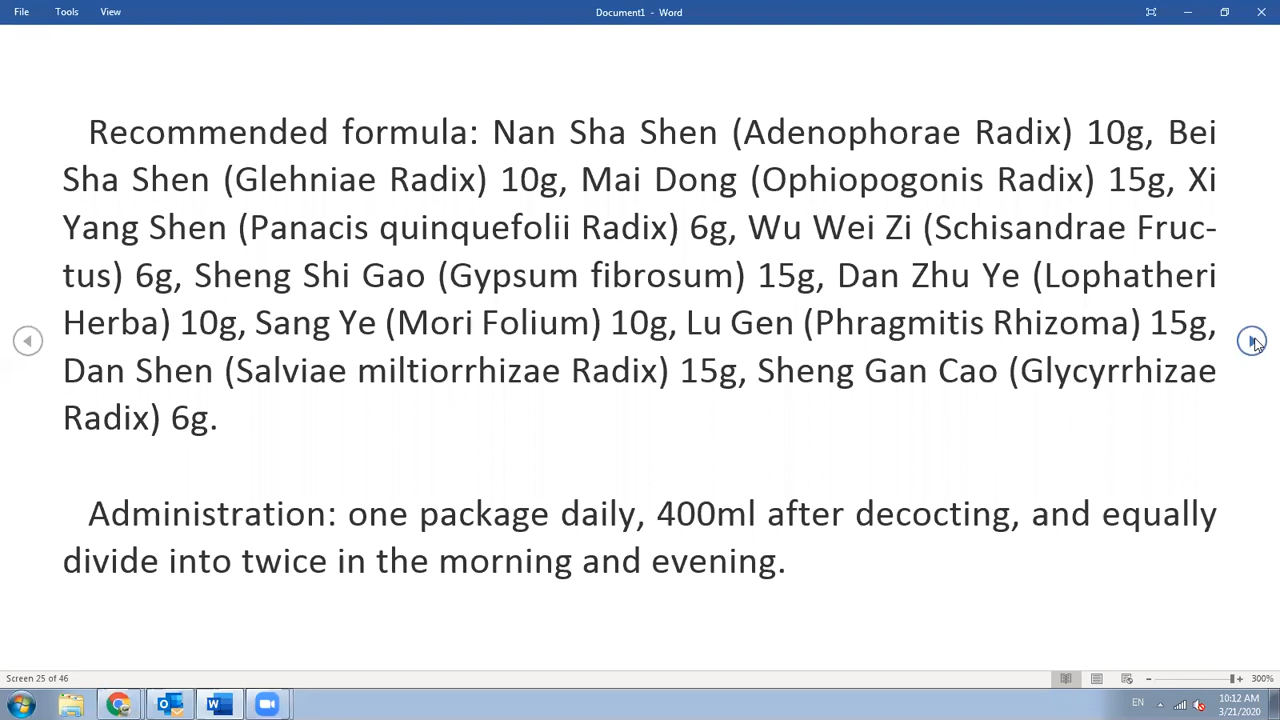 File Tools View Document1 - Word
Recommended formula: Nan Sha Shen (Adenophorae Radix) 10g, Bei
Sha Shen (Glehniae Radix) 10g, Mai Dong (Ophiopogonis Radix) 15g, Xi
Yang Shen (Panacis quinquefolii Radix) 6g, Wu Wei Zi (Schisandrae Fruc-
tus) 6g, Sheng Shi Gao (Gypsum fibrosum) 15g, Dan Zhu Ye (Lophatheri
Herba) 10g, Sang Ye (Mori Folium) 10g, Lu Gen (Phragmitis Rhizoma) 15g,
Dan Shen (Salviae miltiorrhizae Radix) 15g, Sheng Gan Cao (Glycyrrhizae
Radix) 6g.
Administration: one package daily, 400ml after decocting, and equally
divide into twice in the morning and evening.
Screen 25 of 46 300%
EN 10:12 AM
3/21/2020